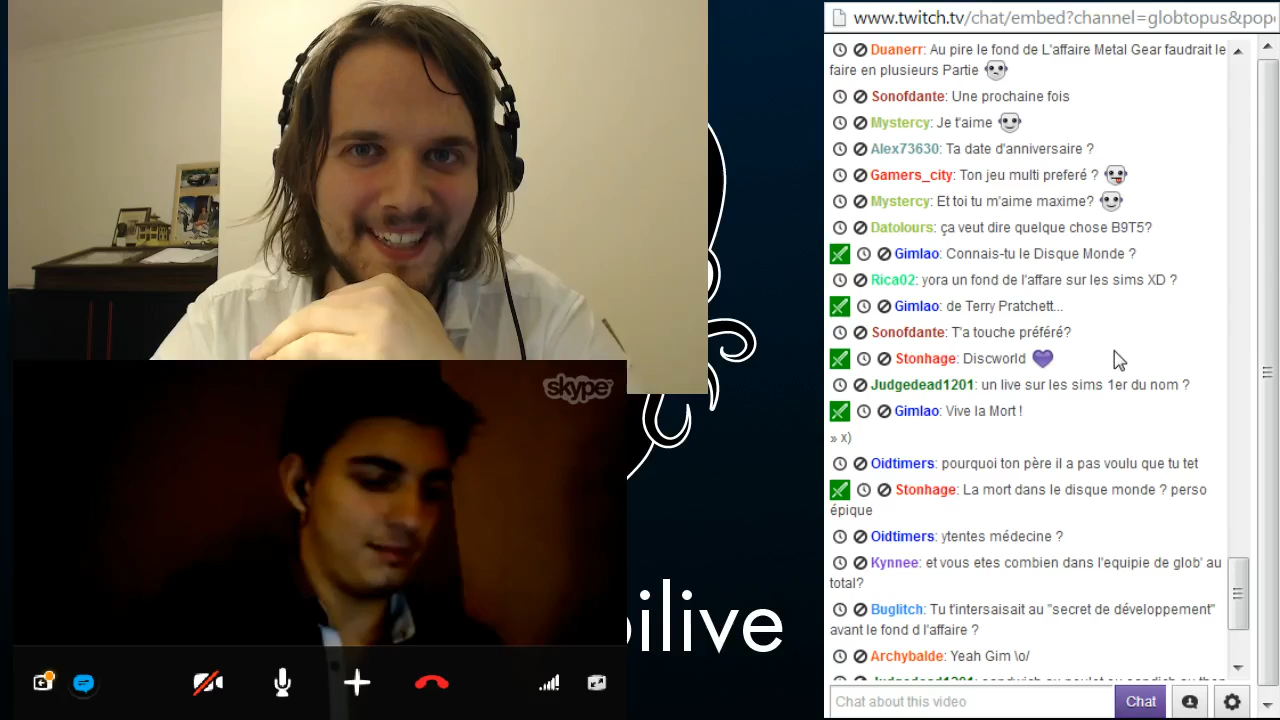 www.twitch.tv/chat/embed?channel=globtopus&pop
Duanerr: Au pire le fond de L'affaire Metal Gear faudrait le
faire en plusieurs Partie
Sonofdante: Une prochaine fois
Mystercy: Je t'aime
Alex73630: Ta date d'anniversaire ?
Gamers_city: Ton jeu multi preferé ?
Mystercy: Et toi tu m'aime maxime?
Datolours: ça veut dire quelque chose B9T5?
Gimlao: Connais-tu le Disque Monde ?
Rica02: yora un fond de l'affare sur les sims XD ?
Gimlao: de Terry Pratchett...
Sonofdante: T'a touche préféré?
Stonhage: Discworld
Judgedead1201: un live sur les sims 1er du nom ?
Gimlao: Vive la Mort !
» x)
Oidtimers: pourquoi ton père il a pas voulu que tu tet
Stonhage: La mort dans le disque monde ? perso
épique
Oidtimers: ytentes médecine ?
Kynnee: et vous etes combien dans l'equipie de glob' au
total?
Buglitch: Tu t'intersaisait au "secret de développement"
avant le fond d l'affaire ?
Archybalde: Yeah Gim \o/
Chat about this video
Chat
skype
ilive